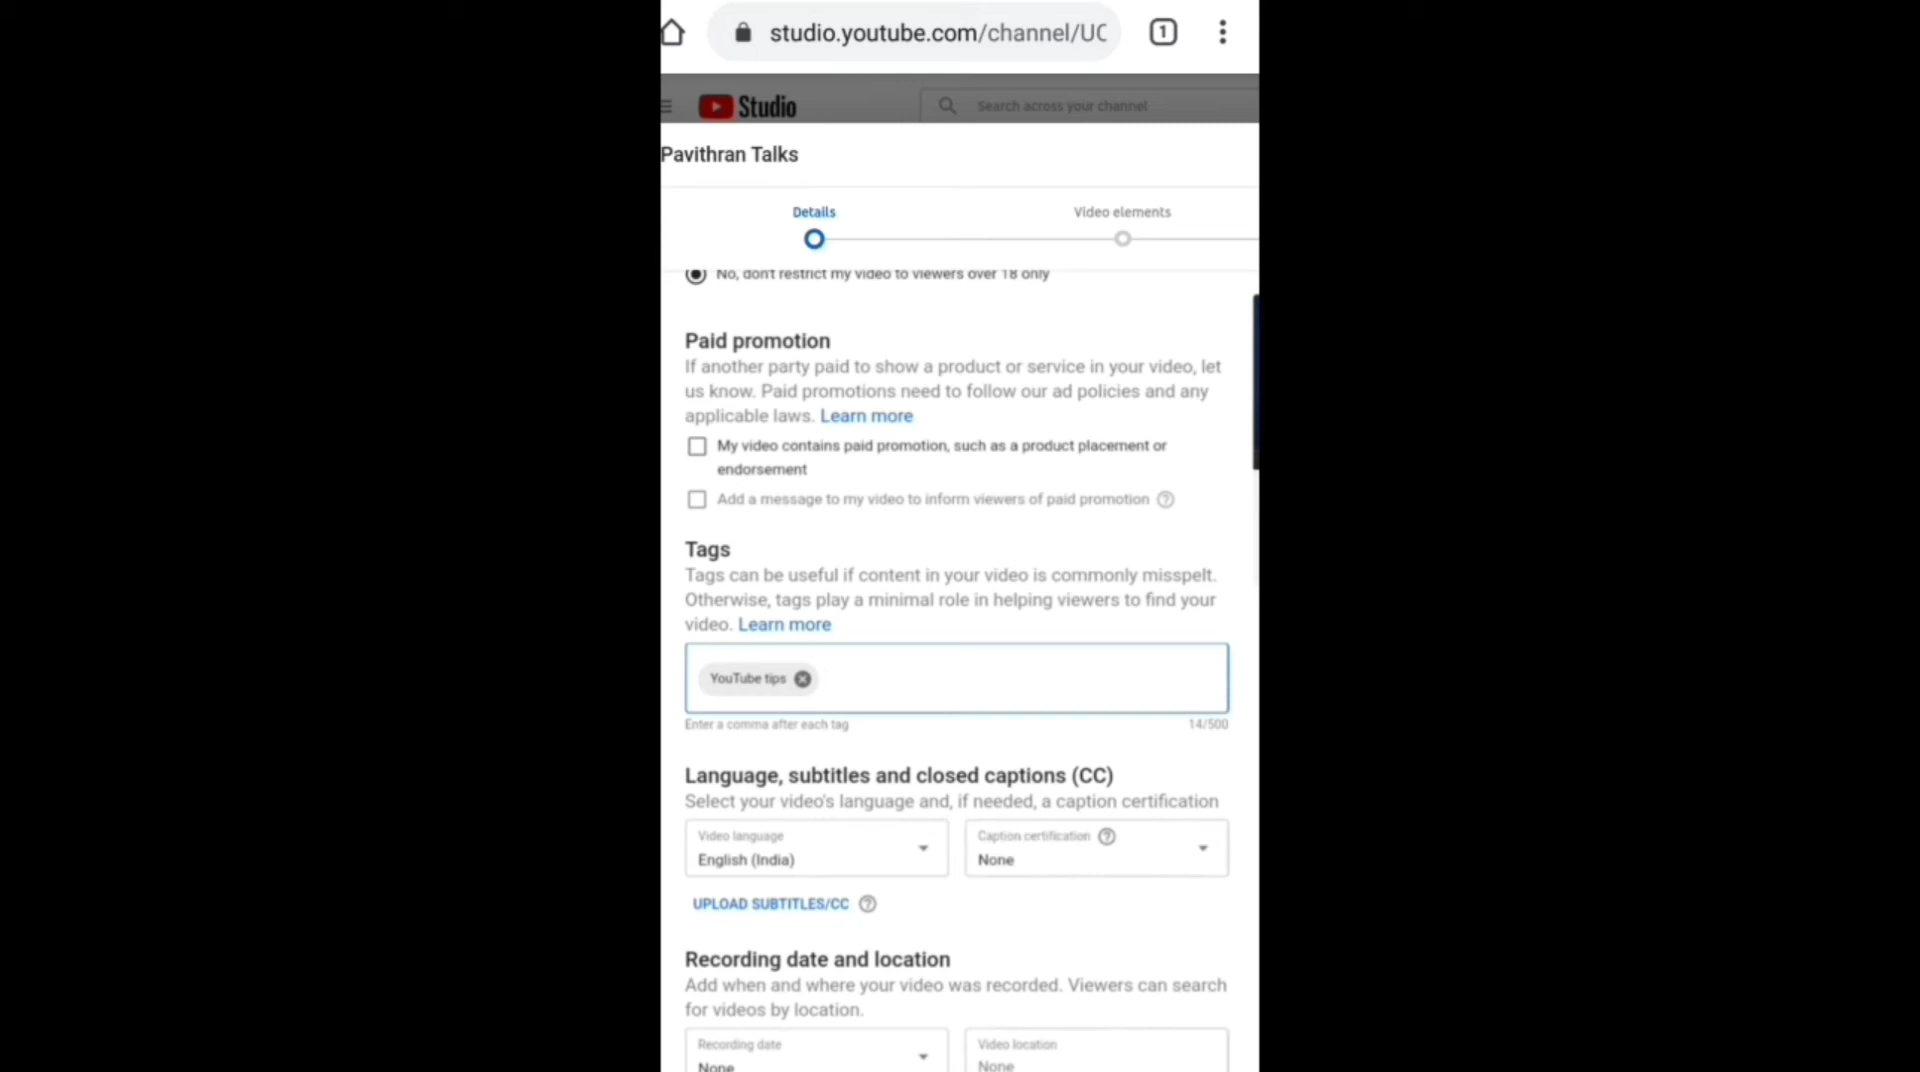 studio.youtube.com/channel/UC
1
Studio
Search across your channel
Pavithran Talks
Details
Video elements
No, don't restrict my video to viewers over 18 only
Paid promotion
If another party paid to show a product or service in your video, let
us know. Paid promotions need to follow our ad policies and any
applicable laws. Learn more
My video contains paid promotion, such as a product placement or
endorsement
Add a message to my video to inform viewers of paid promotion ?
Tags
Tags can be useful if content in your video is commonly misspelt.
Otherwise, tags play a minimal role in helping viewers to find your
video. Learn more
YouTube tips
Enter a comma after each tag
14/500
Language, subtitles and closed captions (CC)
Select your video's language and, if needed, a caption certification
Video language
English (India)
Caption certification ?
None
UPLOAD SUBTITLES/CC ?
Recording date and location
Add when and where your video was recorded. Viewers can search
for videos by location.
Recording date
None
Video location
None